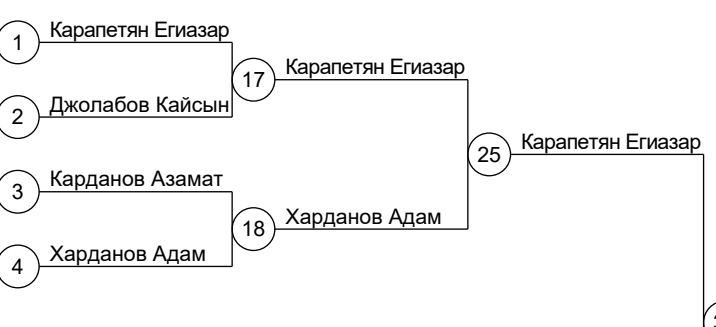 Карапетян Егиазар
1
17
Карапетян Егиазар
Джолабов Кайсын
2
25
Карапетян Егиазар
Карданов Азамат
3
18
Харданов Адам
Харданов Адам
4